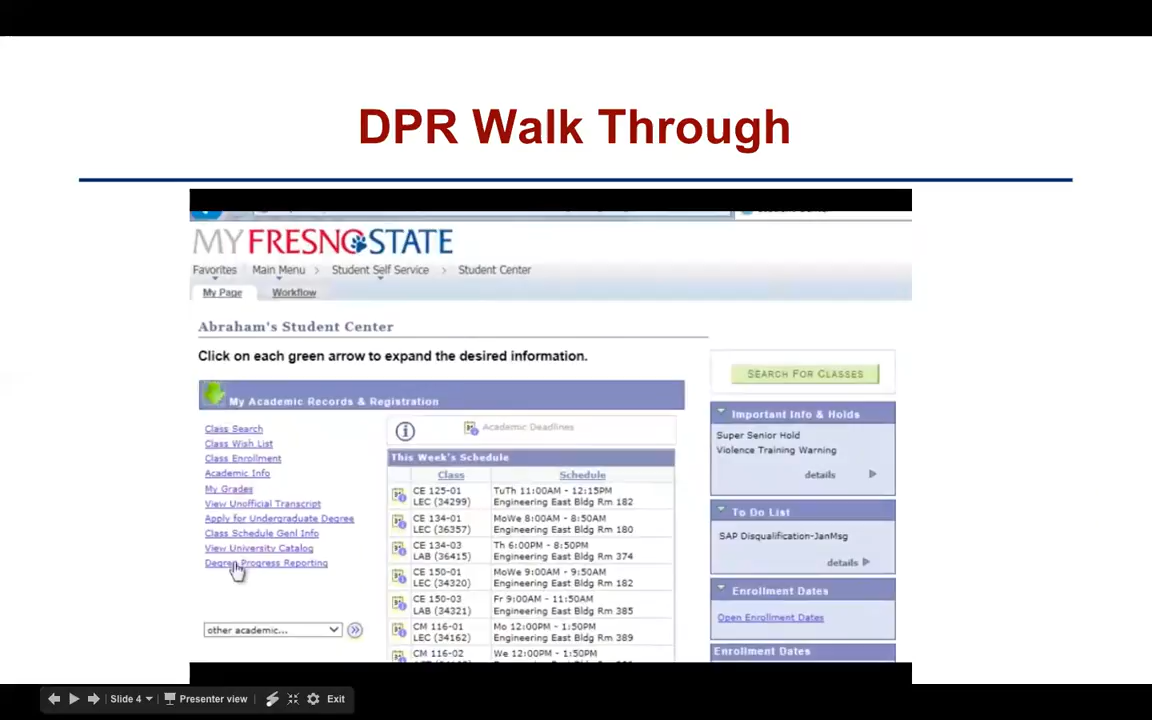 DPR Walk Through
MY FRESNO STATE
Favorites Main Menu > Student Self Service > Student Center
My Page Workflow
Abraham's Student Center
Click on each green arrow to expand the desired information.
My Academic Records & Registration
Class Search
Class Wish List
Class Enrollment
Academic Info
My Grades
View Unofficial Transcript
Apply for Undergraduate Degree
Class Schedule Genl Info
View University Catalog
Degree Progress Reporting
other academic...
Academic Deadlines
This Week's Schedule
Class Schedule
CE 125-01 TuTh 11:00AM - 12:15PM
LEC (34299) Engineering East Bldg Rm 182
CE 134-01 MoWe 8:00AM - 8:50AM
LEC (36357) Engineering East Bldg Rm 180
CE 134-03 Th 6:00PM - 8:50PM
LAB (36415) Engineering East Bldg Rm 374
CE 150-01 MoWe 9:00AM - 9:50AM
LEC (34320) Engineering East Bldg Rm 182
CE 150-03 Fr 9:00AM - 11:50AM
LAB (34321) Engineering East Bldg Rm 385
CM 116-01 Mo 12:00PM - 1:50PM
LEC (34162) Engineering East Bldg Rm 389
CM 116-02 We 12:00PM - 1:50PM
SEARCH FOR CLASSES
Important Info & Holds
Super Senior Hold
Violence Training Warning
details
To Do List
SAP Disqualification-JanMsg
details
Enrollment Dates
Open Enrollment Dates
Enrollment Dates
Slide 4 Presenter view Exit